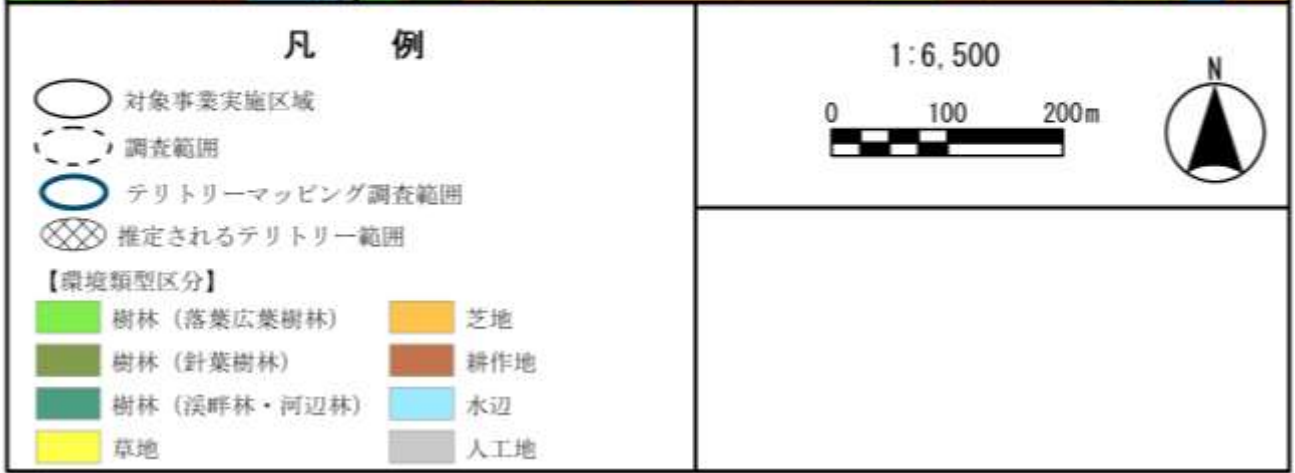 凡 例
対象事業実施区域
調査範囲
テリトリーマッピング調査範囲
推定されるテリトリー範囲
【環境類型区分】
樹林（落葉広葉樹林）
樹林（針葉樹林）
樹林（渓畔林・河辺林）
草地
芝地
耕作地
水辺
人工地
1:6,500
0 100 200m
N